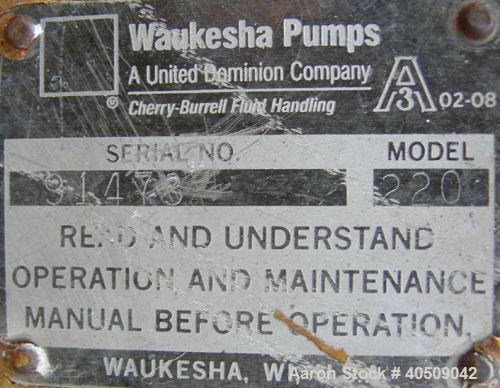 Waukesha Pumps
A United Dominion Company
® Cherry-Burrell Fluid Handling
A3 02-08
SERIAL NO. MODEL
220
READ AND UNDERSTAND
OPERATION AND MAINTENANCE
MANUAL BEFORE OPERATION.
WAUKESHA,
Aaron Stock # 40509042